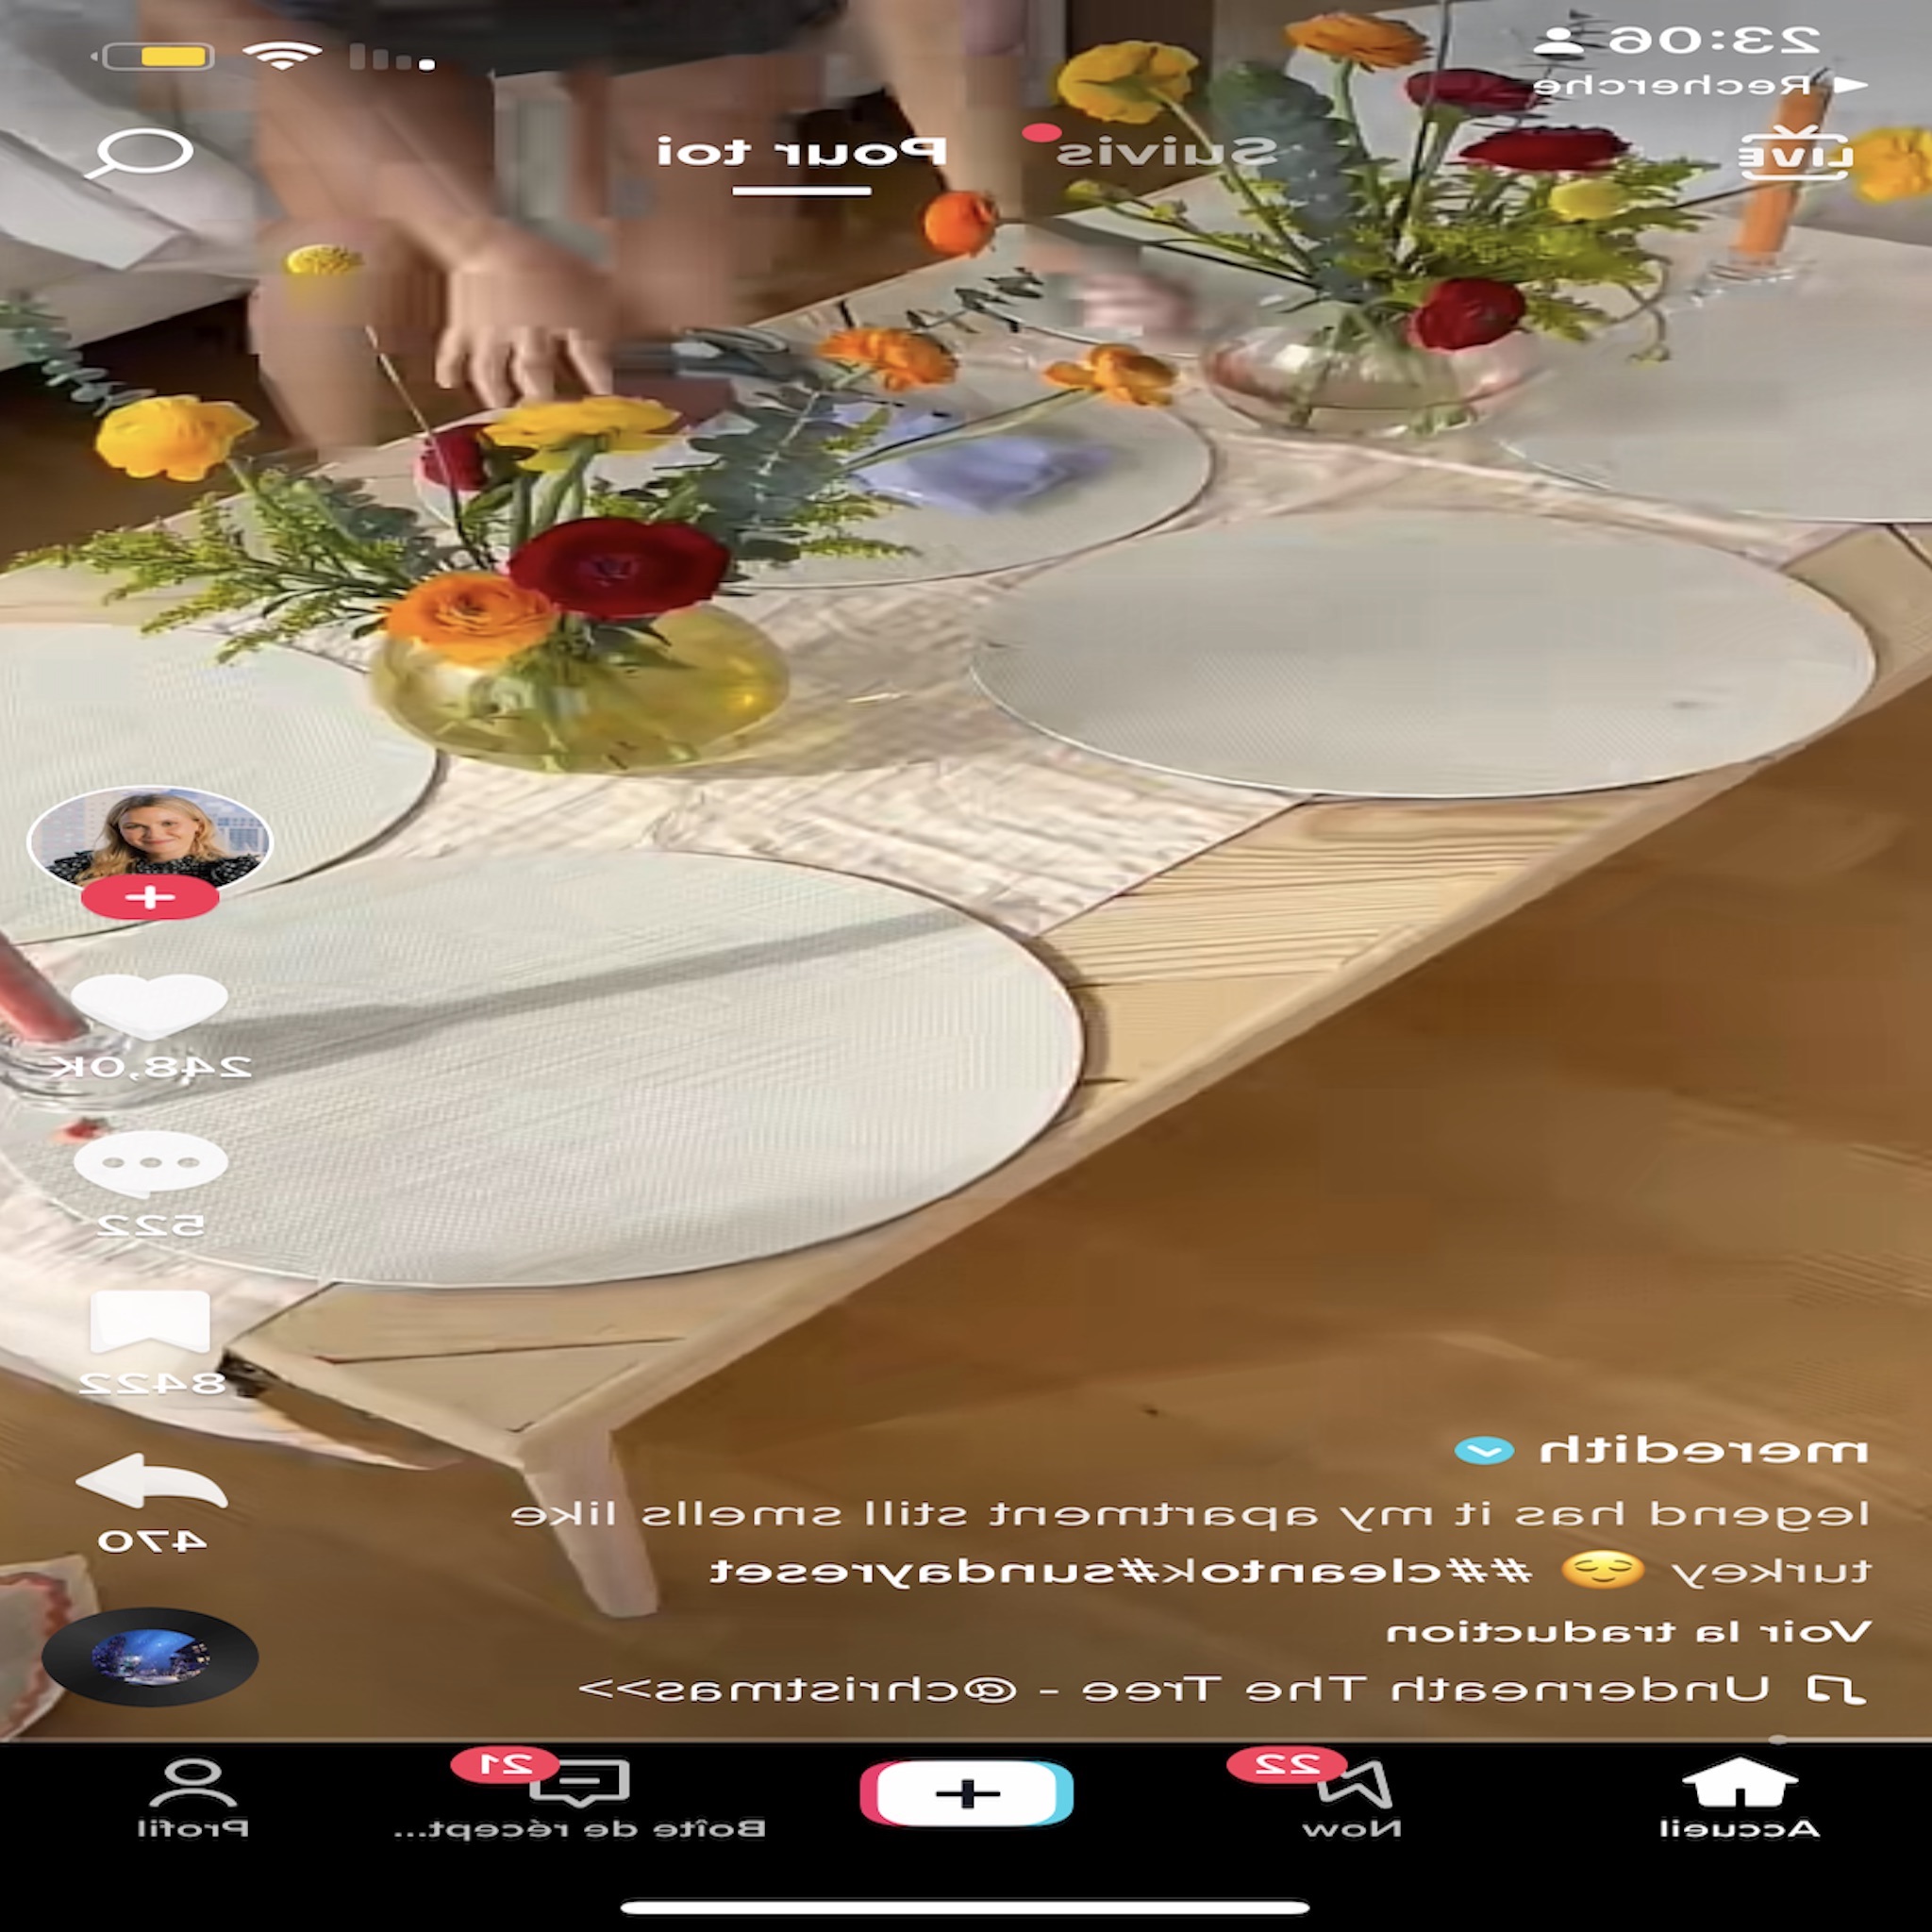 23:06
Recherche
LIVE
Suivis
Pour toi
248,0K
522
8422
470
meredith
legend has it my apartment still smells like
turkey 😌 ##cleantok#sundayreset
Voir la traduction
Underneath The Tree - @christmas>>
22
21
Accueil
Now
Boîte de récept...
Profil